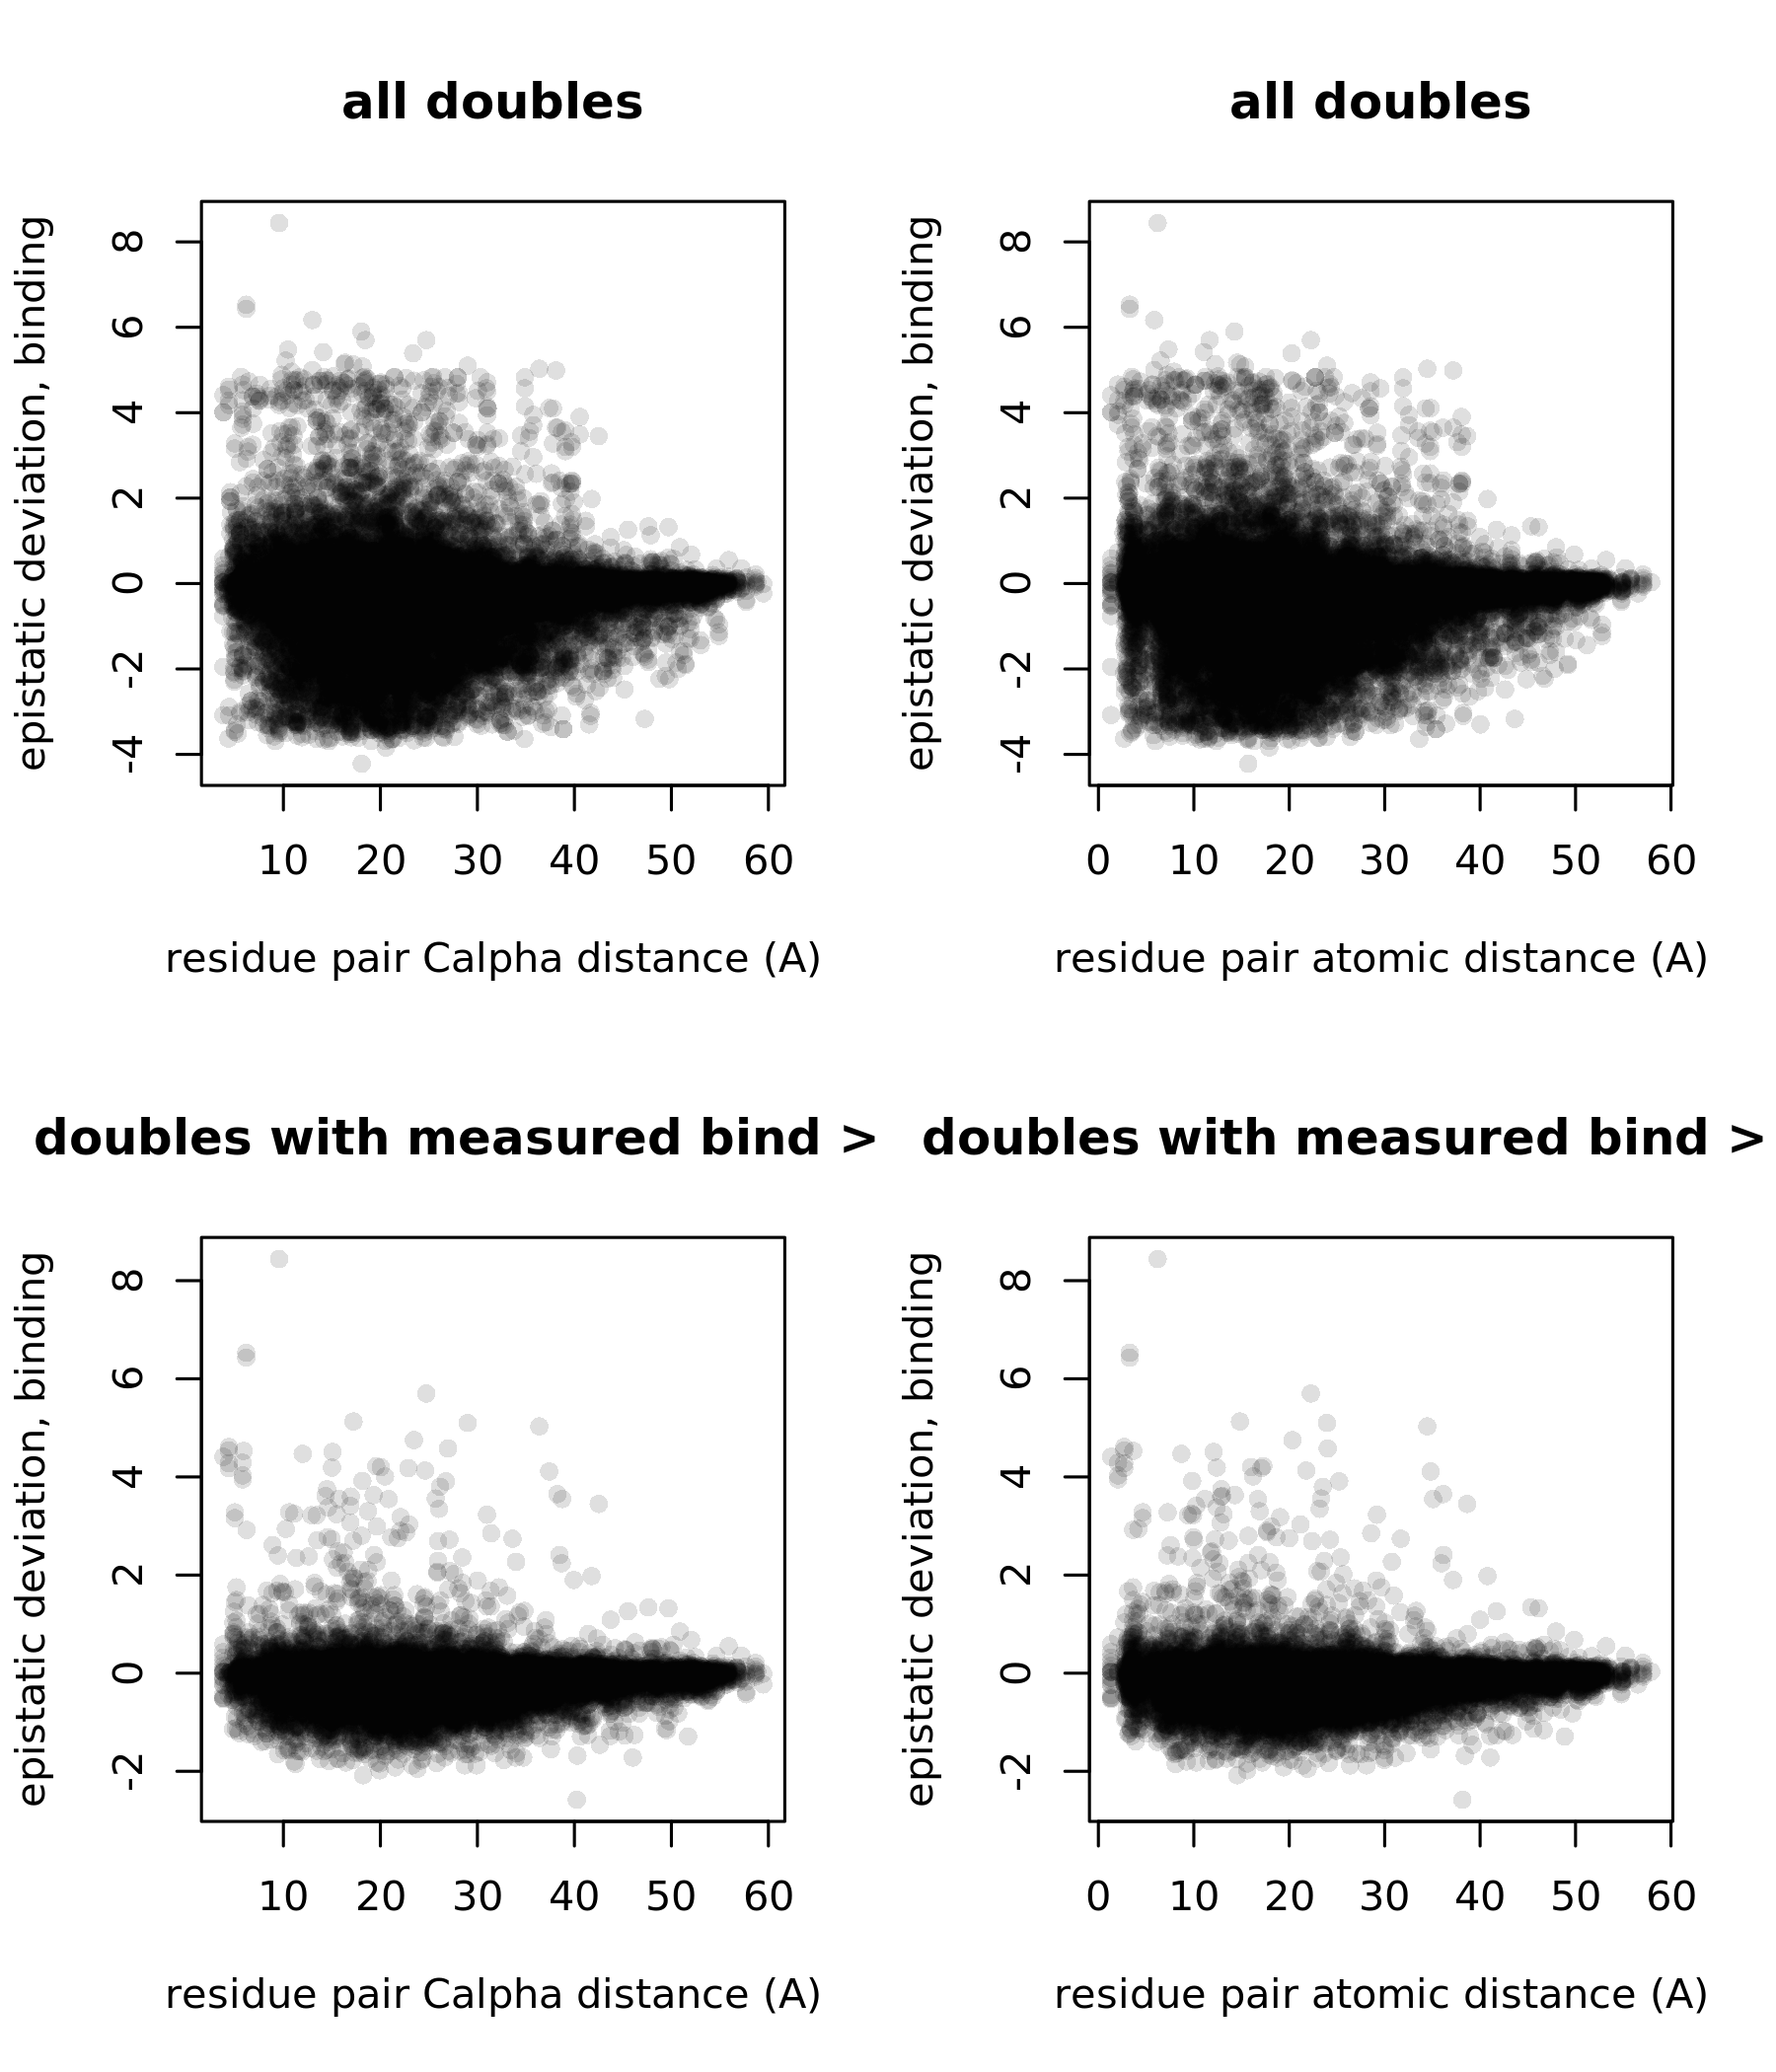 all doubles
epistatic deviation, binding
8
6
4
2
0
-2
-4
10 20 30 40 50 60
residue pair Calpha distance (A)
all doubles
epistatic deviation, binding
8
6
4
2
0
-2
-4
0 10 20 30 40 50 60
residue pair atomic distance (A)
doubles with measured bind >
epistatic deviation, binding
8
6
4
2
0
-2
10 20 30 40 50 60
residue pair Calpha distance (A)
doubles with measured bind >
epistatic deviation, binding
8
6
4
2
0
-2
0 10 20 30 40 50 60
residue pair atomic distance (A)